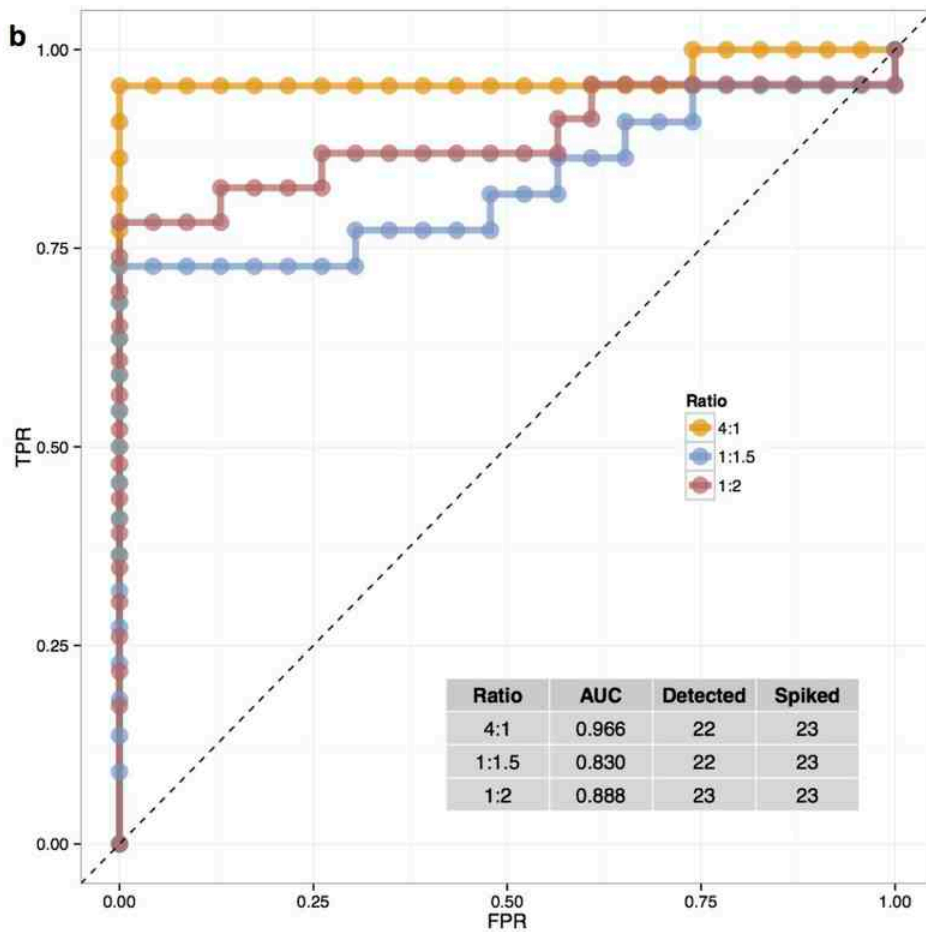 b
1.00
0.75
0.50
0.25
0.00
TPR
Ratio
4:1
1:1.5
1:2
Ratio AUC Detected Spiked
4:1 0.966 22 23
1:1.5 0.830 22 23
1:2 0.888 23 23
0.00 0.25 0.50 0.75 1.00
FPR